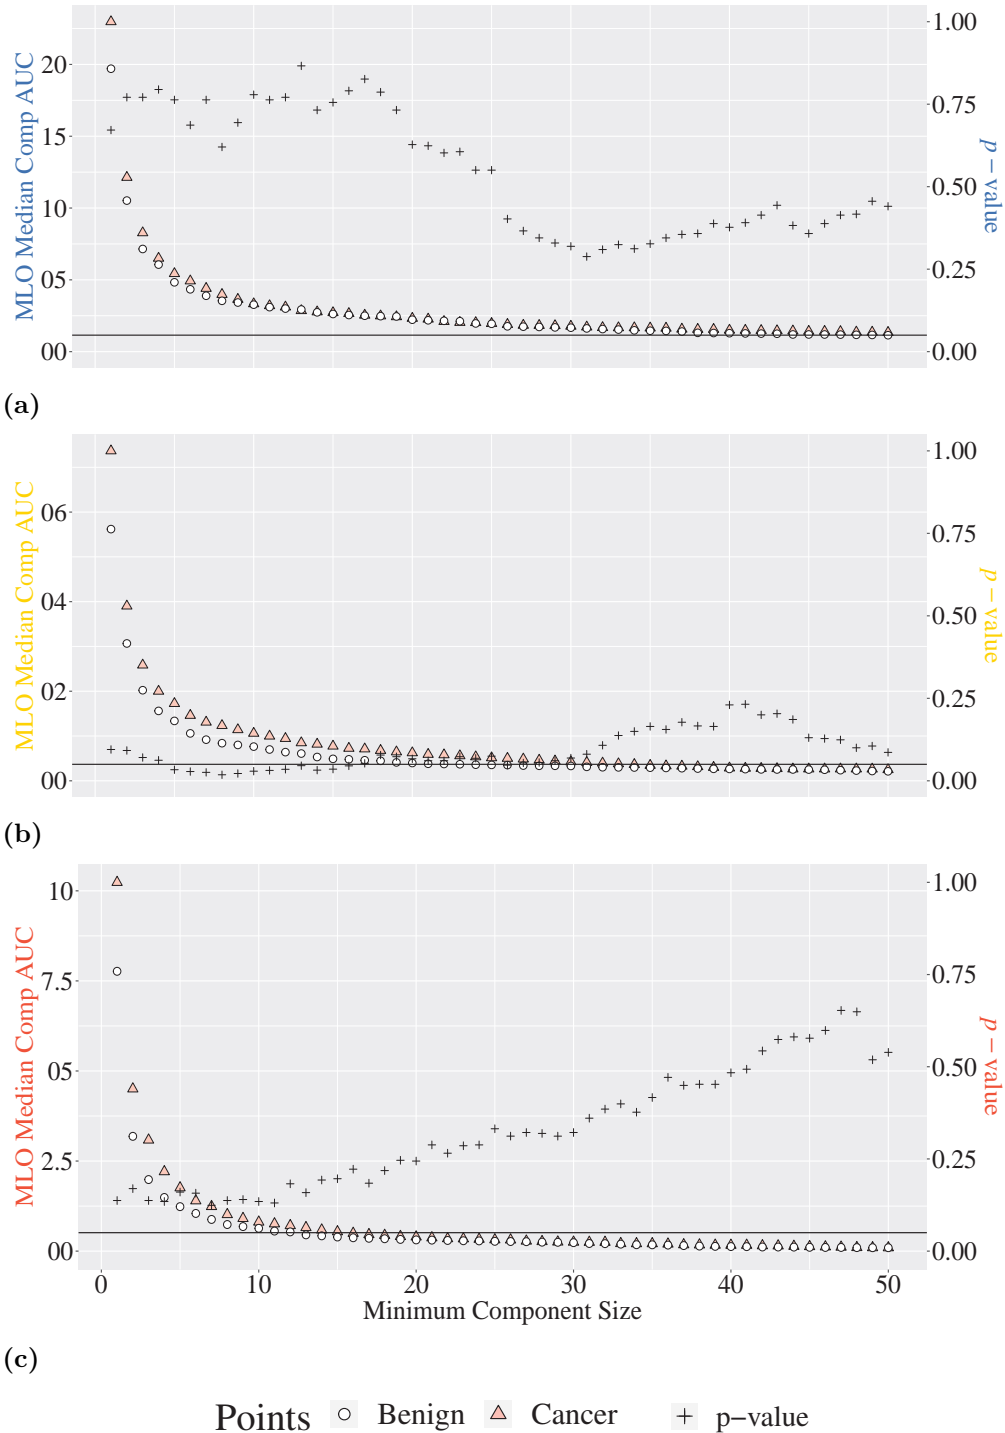 MLO Median Comp AUC
20
15
10
05
00
1.00
0.75
0.50
0.25
0.00
p − value
(a)
MLO Median Comp AUC
06
04
02
00
1.00
0.75
0.50
0.25
0.00
p − value
(b)
MLO Median Comp AUC
10
7.5
05
2.5
00
1.00
0.75
0.50
0.25
0.00
p − value
0 10 20 30 40 50
Minimum Component Size
(c)
Points Benign Cancer p−value